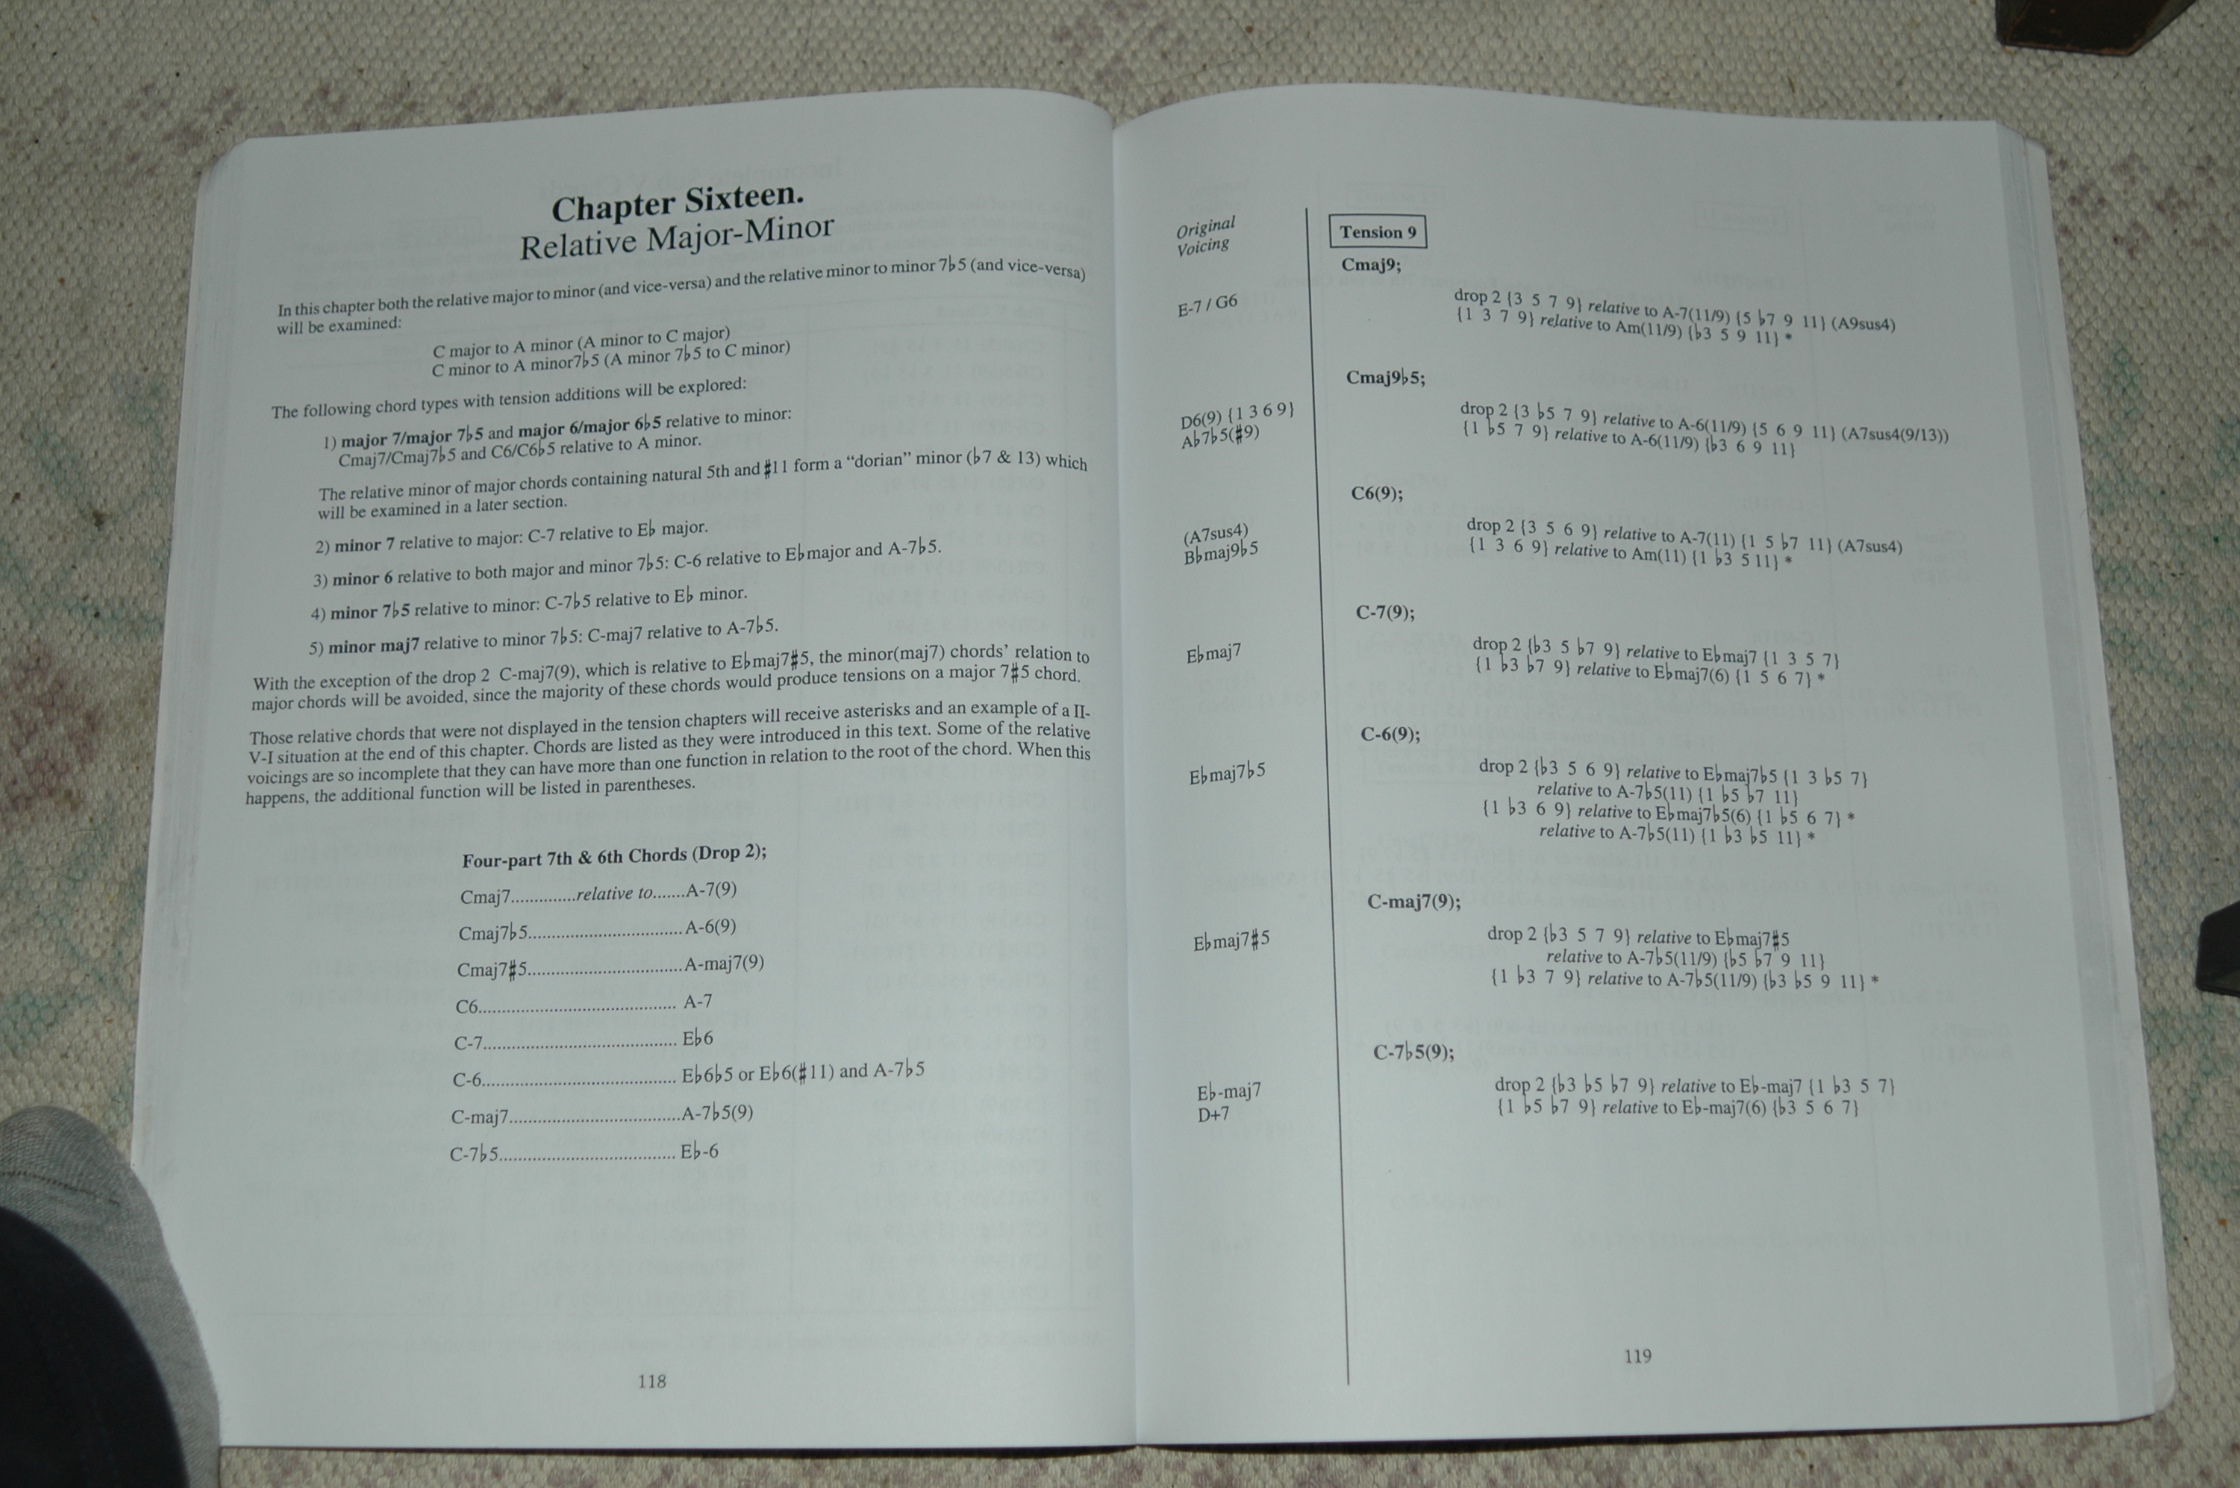 Chapter Sixteen.
Relative Major-Minor
In this chapter both the relative major to minor (and vice-versa) and the relative minor to minor 7♭5 (and vice-versa)
will be examined:
C major to A minor (A minor to C major)
C minor to A minor7♭5 (A minor 7♭5 to C minor)
The following chord types with tension additions will be explored:
1) major 7/major 7♭5 and major 6/major 6♭5 relative to minor:
Cmaj7/Cmaj7♭5 and C6/C6♭5 relative to A minor.
The relative minor of major chords containing natural 5th and ♯11 form a “dorian” minor (♭7 & 13) which
will be examined in a later section.
2) minor 7 relative to major: C-7 relative to E♭ major.
3) minor 6 relative to both major and minor 7♭5: C-6 relative to E♭major and A-7♭5.
4) minor 7♭5 relative to minor: C-7♭5 relative to E♭ minor.
5) minor maj7 relative to minor 7♭5: C-maj7 relative to A-7♭5.
With the exception of the drop 2 C-maj7(9), which is relative to E♭maj7♯5, the minor(maj7) chords’ relation to
major chords will be avoided, since the majority of these chords would produce tensions on a major 7♯5 chord.
Those relative chords that were not displayed in the tension chapters will receive asterisks and an example of a II-
V-I situation at the end of this chapter. Chords are listed as they were introduced in this text. Some of the relative
voicings are so incomplete that they can have more than one function in relation to the root of the chord. When this
happens, the additional function will be listed in parentheses.
Four-part 7th & 6th Chords (Drop 2);
Cmaj7.............relative to.......A-7(9)
Cmaj7♭5................................A-6(9)
Cmaj7♯5................................A-maj7(9)
C6......................................... A-7
C-7........................................ E♭6
C-6........................................ E♭6♭5 or E♭6(♯11) and A-7♭5
C-maj7....................................A-7♭5(9)
C-7♭5..................................... E♭-6
118
Original
Voicing
Tension 9
Cmaj9;
E-7 / G6
drop 2 {3 5 7 9} relative to A-7(11/9) {5 ♭7 9 11} (A9sus4)
{1 3 7 9} relative to Am(11/9) {♭3 5 9 11} *
Cmaj9♭5;
D6(9) {1 3 6 9}
A♭7♭5(♯9)
drop 2 {3 ♭5 7 9} relative to A-6(11/9) {5 6 9 11} (A7sus4(9/13))
{1 ♭5 7 9} relative to A-6(11/9) {♭3 6 9 11}
C6(9);
(A7sus4)
B♭maj9♭5
drop 2 {3 5 6 9} relative to A-7(11) {1 5 ♭7 11} (A7sus4)
{1 3 6 9} relative to Am(11) {1 ♭3 5 11} *
C-7(9);
E♭maj7
drop 2 {♭3 5 ♭7 9} relative to E♭maj7 {1 3 5 7}
{1 ♭3 ♭7 9} relative to E♭maj7(6) {1 5 6 7} *
C-6(9);
E♭maj7♭5
drop 2 {♭3 5 6 9} relative to E♭maj7♭5 {1 3 ♭5 7}
relative to A-7♭5(11) {1 ♭5 ♭7 11}
{1 ♭3 6 9} relative to E♭maj7♭5(6) {1 ♭5 6 7} *
relative to A-7♭5(11) {1 ♭3 ♭5 11} *
C-maj7(9);
E♭maj7♯5
drop 2 {♭3 5 7 9} relative to E♭maj7♯5
relative to A-7♭5(11/9) {♭5 ♭7 9 11}
{1 ♭3 7 9} relative to A-7♭5(11/9) {♭3 ♭5 9 11} *
C-7♭5(9);
E♭-maj7
D+7
drop 2 {♭3 ♭5 ♭7 9} relative to E♭-maj7 {1 ♭3 5 7}
{1 ♭5 ♭7 9} relative to E♭-maj7(6) {♭3 5 6 7}
119